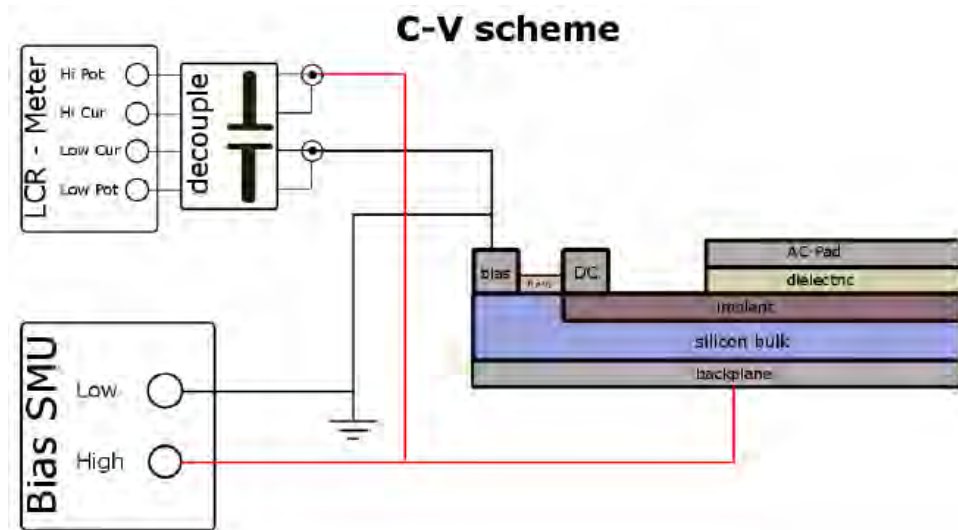 C-V scheme
LCR - Meter
Hi Pot
Hi Cur
Low Cur
Low Pot
decouple
bias
DC
AC-Pad
dielectric
implant
silicon bulk
backplane
Bias SMU
Low
High